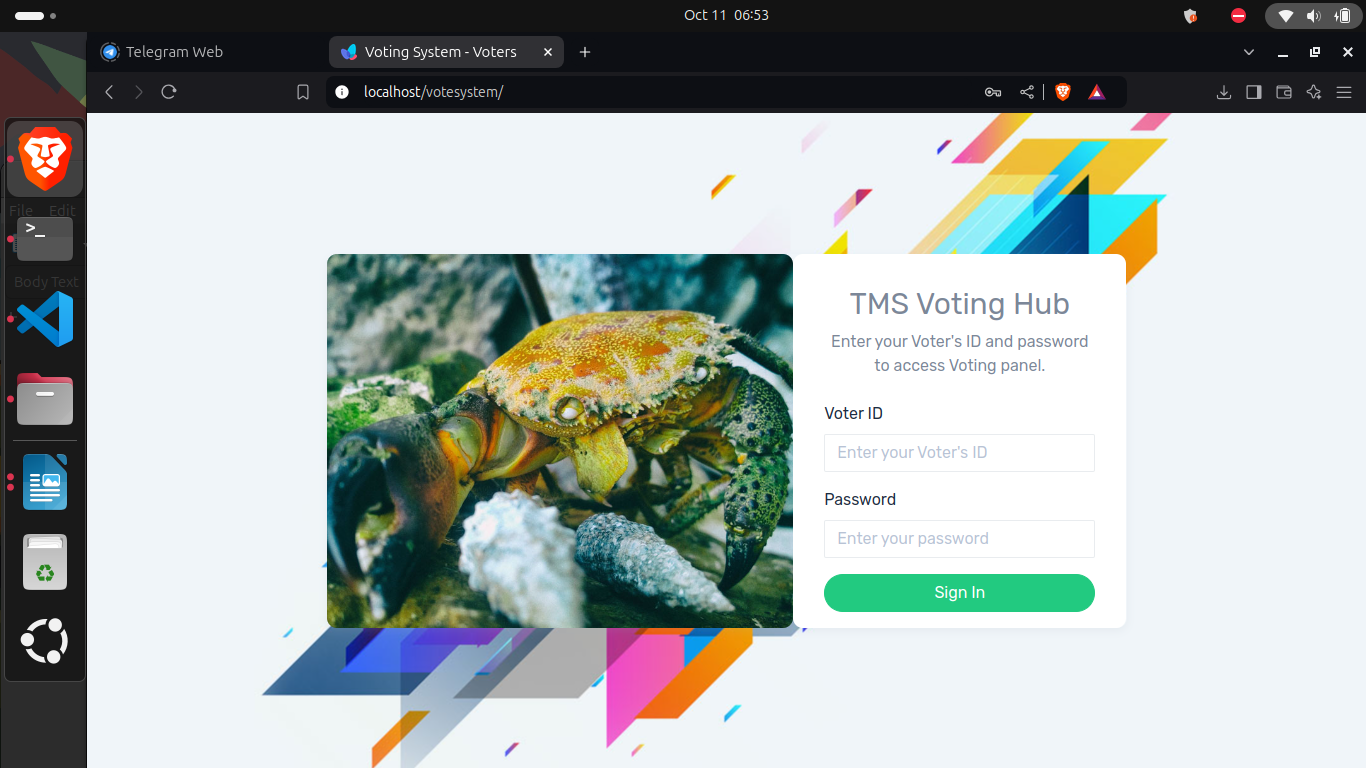 Oct 11 06:53
Telegram Web
Voting System - Voters
localhost/votesystem/
File Edit
Body Text
TMS Voting Hub
Enter your Voter's ID and password
to access Voting panel.
Voter ID
Enter your Voter's ID
Password
Enter your password
Sign In